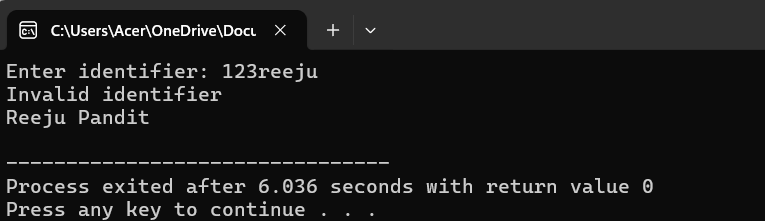 C:\Users\Acer\OneDrive\Docu
Enter identifier: 123reeju
Invalid identifier
Reeju Pandit
--------------------------------
Process exited after 6.036 seconds with return value 0
Press any key to continue . . .